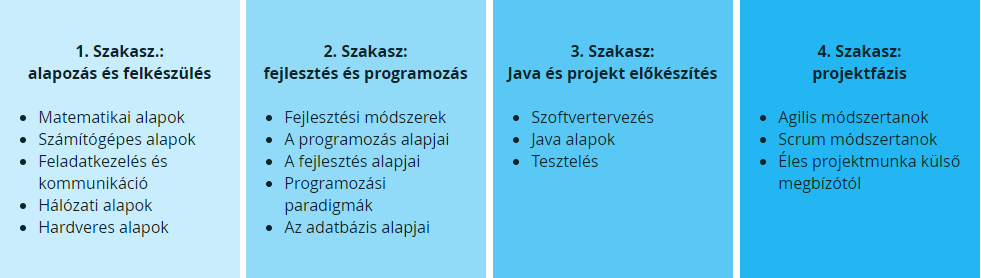 1. Szakasz.:
alapozás és felkészülés
• Matematikai alapok
• Számítógépes alapok
• Feladatkezelés és
kommunikáció
• Hálózati alapok
• Hardveres alapok
2. Szakasz:
fejlesztés és programozás
• Fejlesztési módszerek
• A programozás alapjai
• A fejlesztés alapjai
• Programozási
paradigmák
• Az adatbázis alapjai
3. Szakasz:
Java és projekt előkészítés
• Szoftvertervezés
• Java alapok
• Tesztelés
4. Szakasz:
projektfázis
• Agilis módszertanok
• Scrum módszertanok
• Éles projektmunka külső
megbízótól